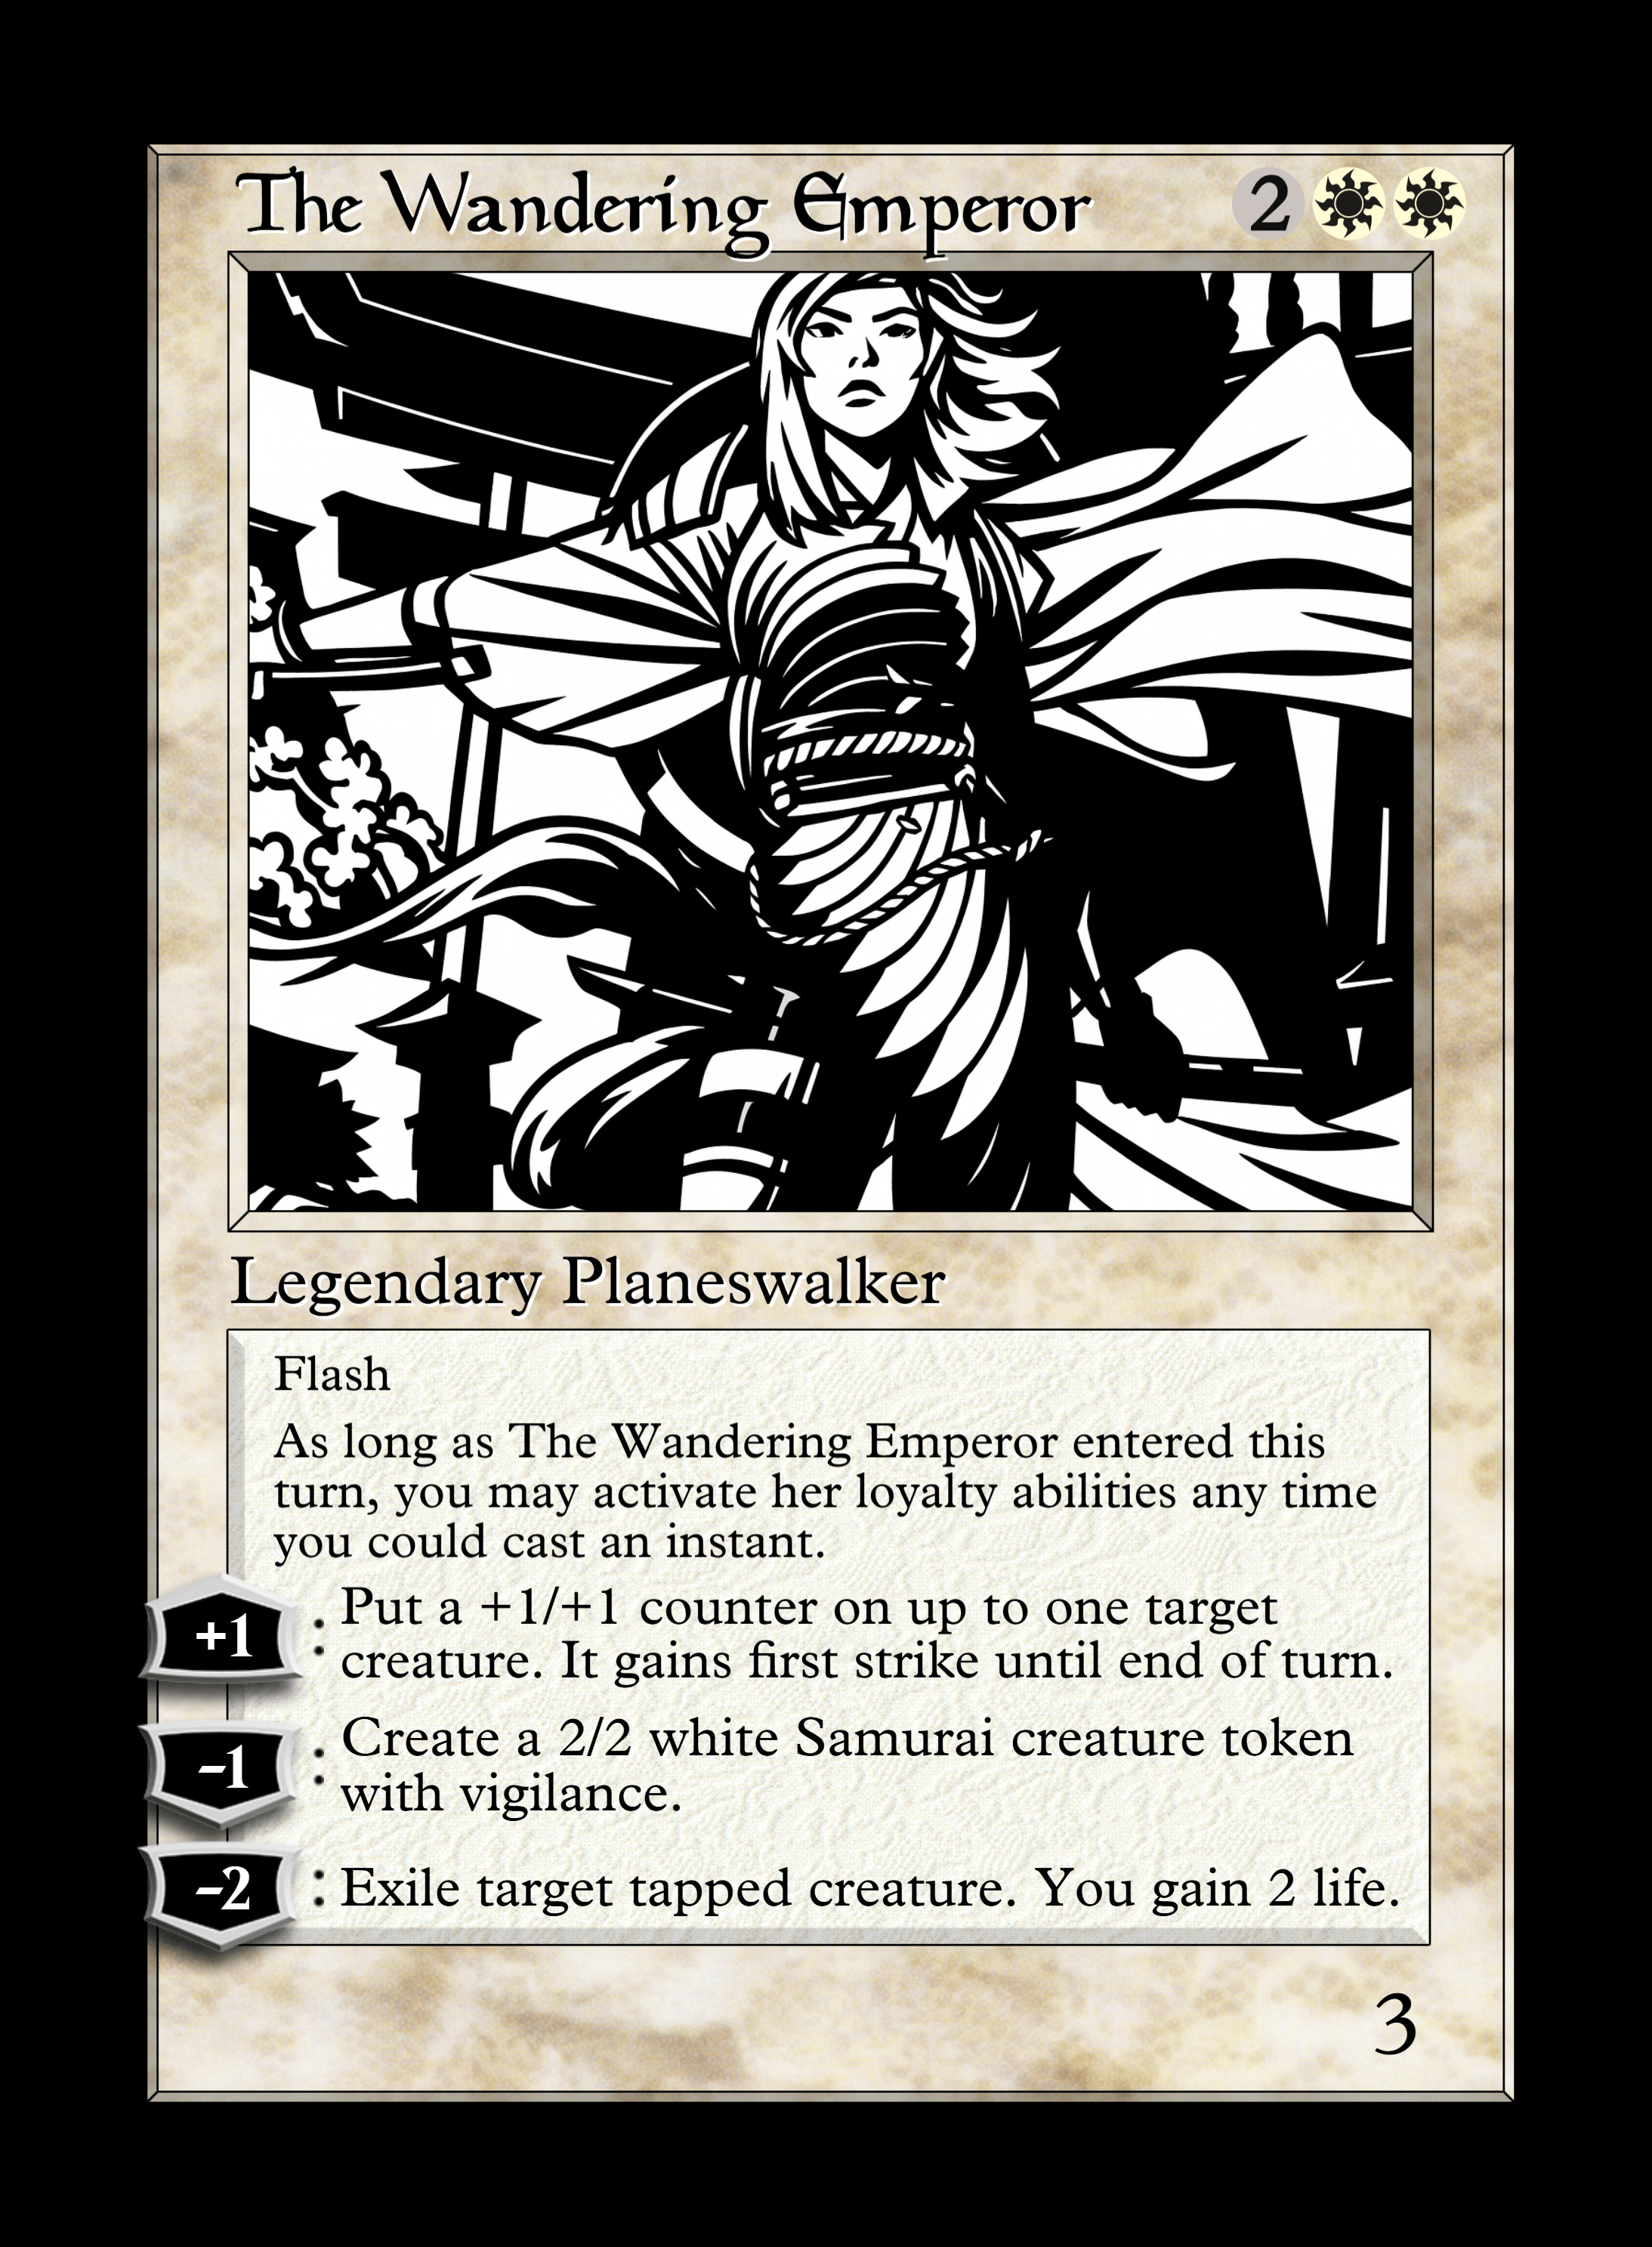 The Wandering Emperor 2
Legendary Planeswalker
Flash
As long as The Wandering Emperor entered this
turn, you may activate her loyalty abilities any time
you could cast an instant.
+1 : Put a +1/+1 counter on up to one target
creature. It gains first strike until end of turn.
−1 : Create a 2/2 white Samurai creature token
with vigilance.
−2 : Exile target tapped creature. You gain 2 life.
3